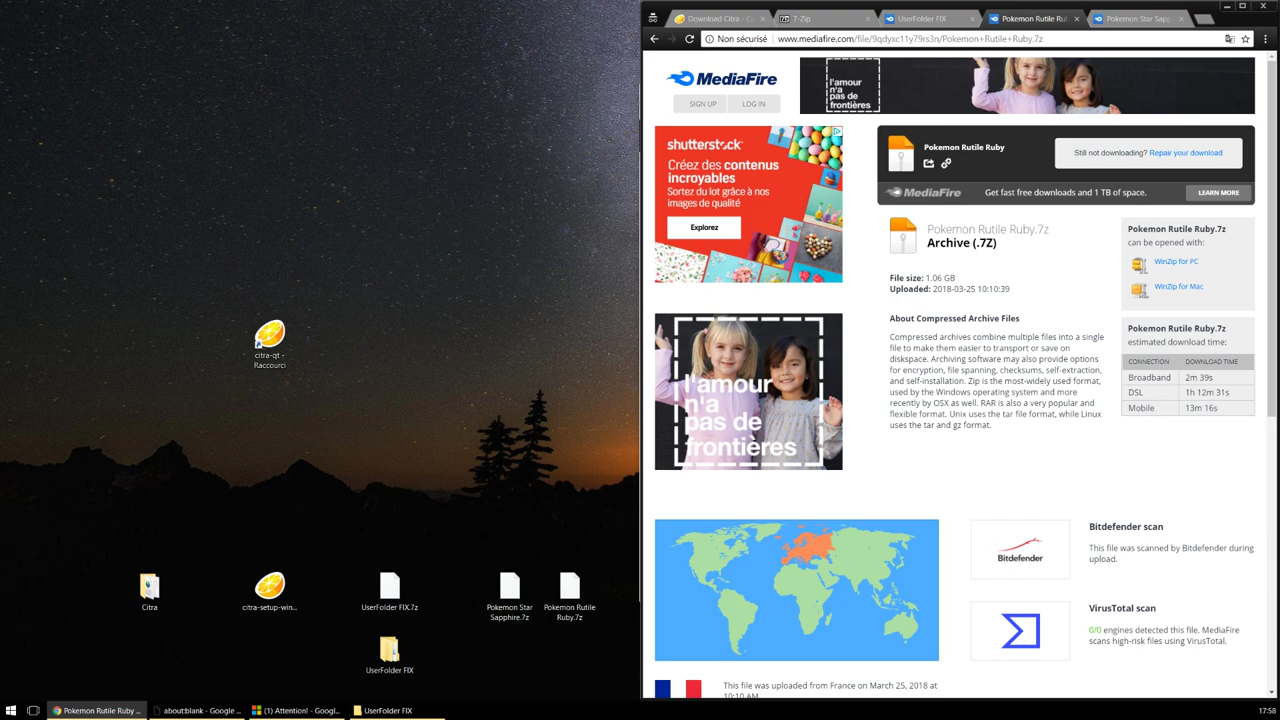 Download Citra - C
7-Zip
UserFolder FIX
Pokemon Rutile Ru
Pokemon Star Sapp
Non sécurisé
www.mediafire.com/file/9qdyxc11y79rs3n/Pokemon+Rutile+Ruby.7z
MediaFire
SIGN UP
LOG IN
l'amour
n'a
pas de
frontières
shutterstock
Créez des contenus
incroyables
Sortez du lot grâce à nos
images de qualité
Explorez
Pokemon Rutile Ruby
Still not downloading? Repair your download
MediaFire
Get fast free downloads and 1 TB of space.
LEARN MORE
Pokemon Rutile Ruby.7z
Archive (.7Z)
File size: 1.06 GB
Uploaded: 2018-03-25 10:10:39
About Compressed Archive Files
Compressed archives combine multiple files into a single
file to make them easier to transport or save on
diskspace. Archiving software may also provide options
for encryption, file spanning, checksums, self-extraction,
and self-installation. Zip is the most-widely used format,
used by the Windows operating system and more
recently by OSX as well. RAR is also a very popular and
flexible format. Unix uses the tar file format, while Linux
uses the tar and gz format.
Pokemon Rutile Ruby.7z
can be opened with:
WinZip for PC
WinZip for Mac
Pokemon Rutile Ruby.7z
estimated download time:
CONNECTION DOWNLOAD TIME
Broadband 2m 39s
DSL 1h 12m 31s
Mobile 13m 16s
l'amour
n'a
pas de
frontières
Bitdefender
Bitdefender scan
This file was scanned by Bitdefender during
upload.
VirusTotal scan
0/0 engines detected this file. MediaFire
scans high-risk files using VirusTotal.
This file was uploaded from France on March 25, 2018 at
10:10 AM
citra-qt -
Raccourci
Citra
citra-setup-win...
UserFolder FIX.7z
Pokemon Star
Sapphire.7z
Pokemon Rutile
Ruby.7z
UserFolder FIX
Pokemon Rutile Ruby ...
about:blank - Google ...
(1) Attention! - Googl...
UserFolder FIX
17:58